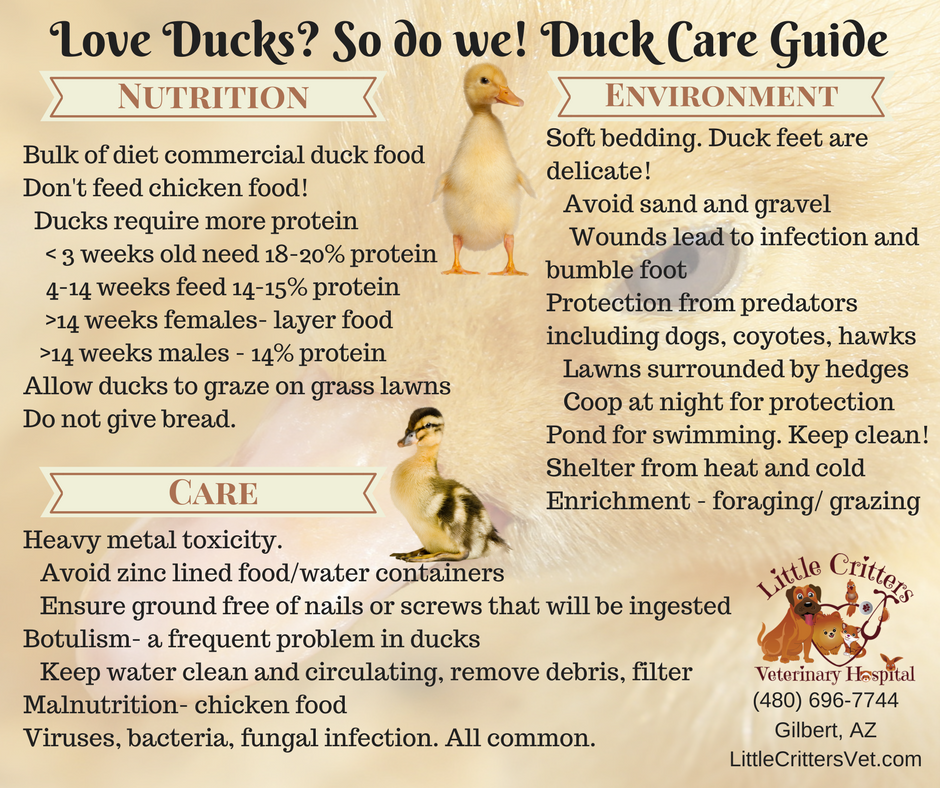 Love Ducks? So do we! Duck Care Guide
NUTRITION
Bulk of diet commercial duck food
Don't feed chicken food!
Ducks require more protein
< 3 weeks old need 18-20% protein
4-14 weeks feed 14-15% protein
>14 weeks females- layer food
>14 weeks males - 14% protein
Allow ducks to graze on grass lawns
Do not give bread.
ENVIRONMENT
Soft bedding. Duck feet are
delicate!
Avoid sand and gravel
Wounds lead to infection and
bumble foot
Protection from predators
including dogs, coyotes, hawks
Lawns surrounded by hedges
Coop at night for protection
Pond for swimming. Keep clean!
Shelter from heat and cold
Enrichment - foraging/ grazing
CARE
Heavy metal toxicity.
Avoid zinc lined food/water containers
Ensure ground free of nails or screws that will be ingested
Botulism- a frequent problem in ducks
Keep water clean and circulating, remove debris, filter
Malnutrition- chicken food
Viruses, bacteria, fungal infection. All common.
Little Critters
Veterinary Hospital
(480) 696-7744
Gilbert, AZ
LittleCrittersVet.com